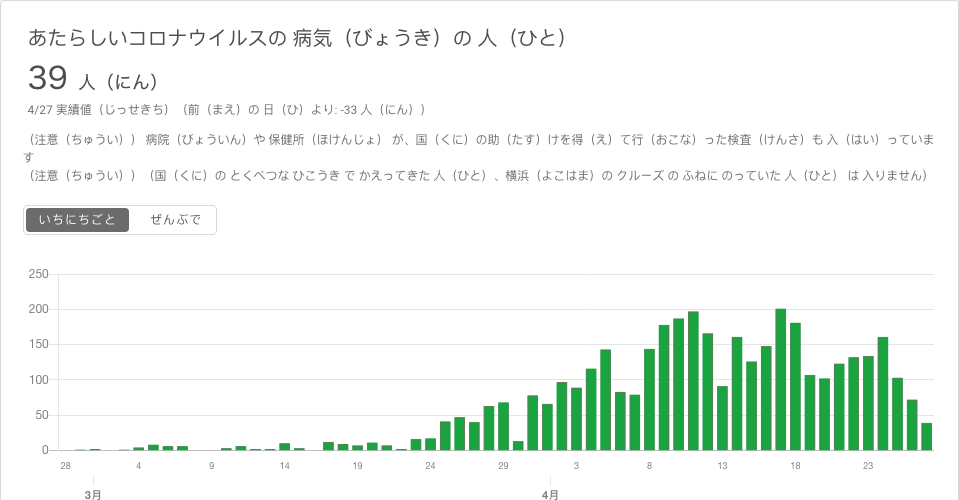 あたらしいコロナウイルスの 病気（びょうき）の 人（ひと）
39 人（にん）
4/27 実績値（じっせきち）（前（まえ）の 日（ひ）より: -33 人（にん））
（注意（ちゅうい）） 病院（びょういん）や 保健所（ほけんじょ） が、国（くに）の助（たす）けを得（え）て行（おこな）った検査（けんさ）も 入（はい）っていま
す
（注意（ちゅうい））（国（くに）の とくべつな ひこうき で かえってきた 人（ひと）、横浜（よこはま）の クルーズ の ふねに のっていた 人（ひと） は 入りません）
いちにちごと ぜんぶで
250
200
150
100
50
0
28 4 9 14 19 24 29 3 8 13 18 23
3月 4月